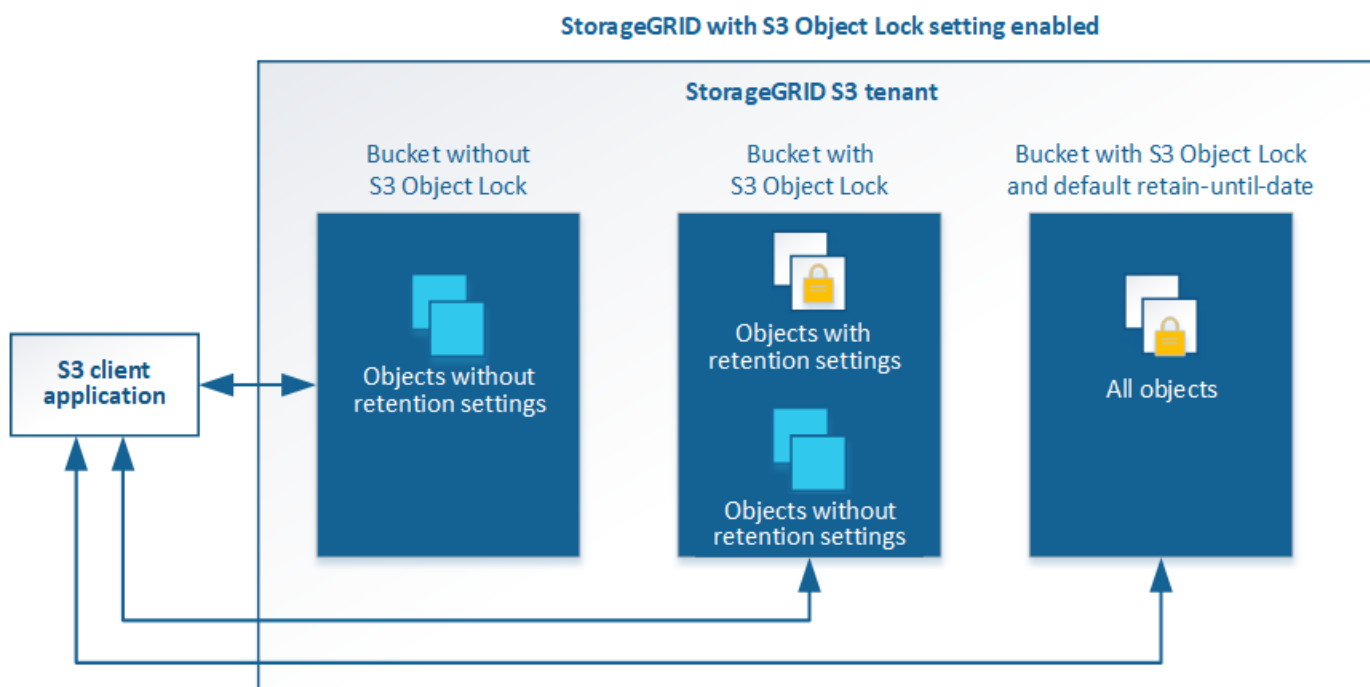 StorageGRID with S3 Object Lock setting enabled
StorageGRID S3 tenant
Bucket without
S3 Object Lock
Bucket with
S3 Object Lock
Bucket with S3 Object Lock
and default retain-until-date
S3 client
application
Objects without
retention settings
Objects with
retention settings
Objects without
retention settings
All objects